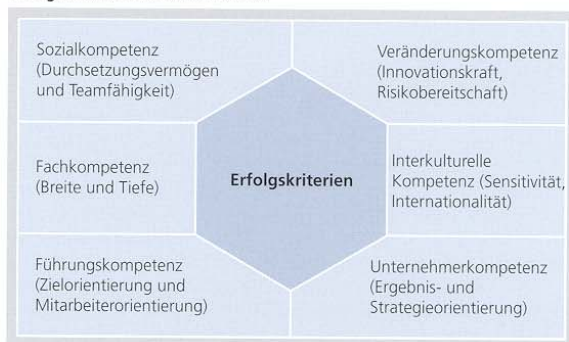 Sozialkompetenz
(Durchsetzungsvermögen
und Teamfähigkeit)
Veränderungskompetenz
(Innovationskraft,
Risikobereitschaft)
Fachkompetenz
(Breite und Tiefe)
Erfolgskriterien
Interkulturelle
Kompetenz (Sensitivität,
Internationalität)
Führungskompetenz
(Zielorientierung und
Mitarbeiterorientierung)
Unternehmerkompetenz
(Ergebnis- und
Strategieorientierung)